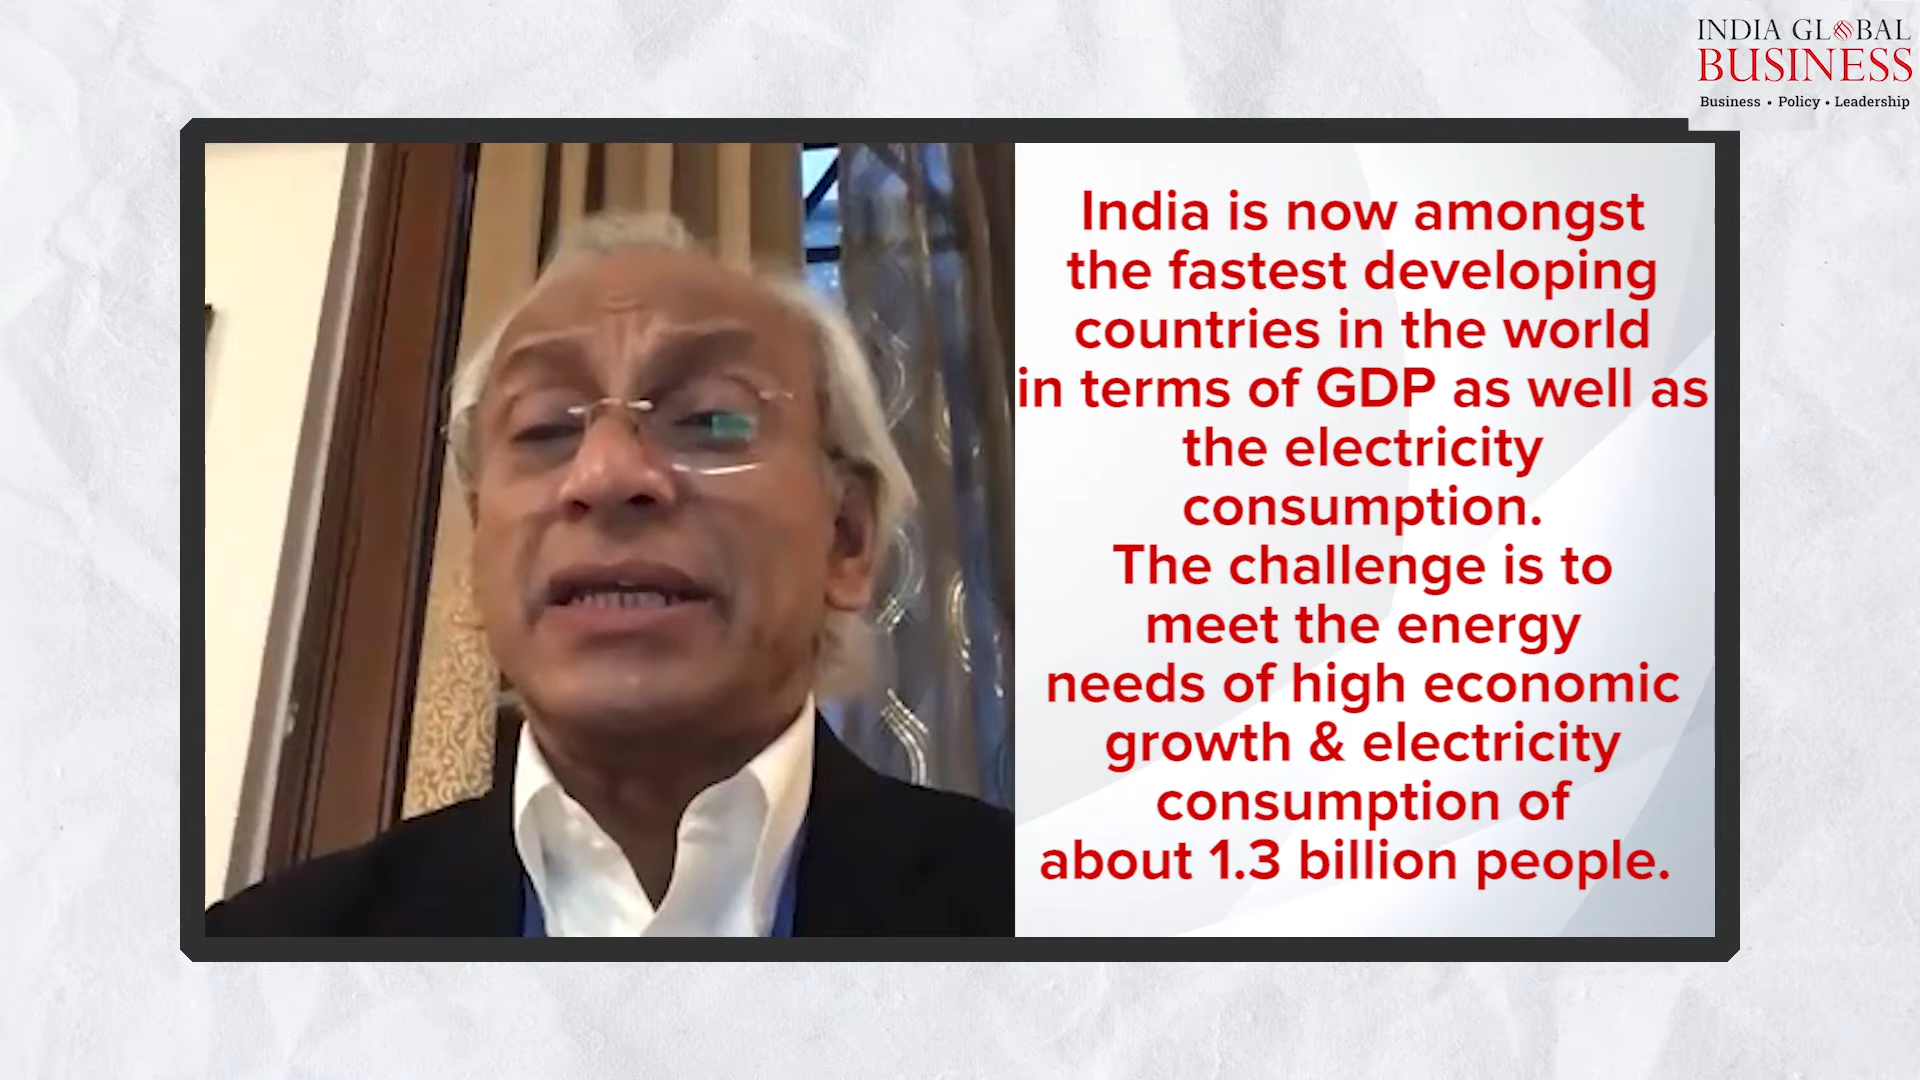 INDIA GLOBAL
BUSINESS
Business • Policy • Leadership
India is now amongst
the fastest developing
countries in the world
in terms of GDP as well as
the electricity
consumption.
The challenge is to
meet the energy
needs of high economic
growth & electricity
consumption of
about 1.3 billion people.